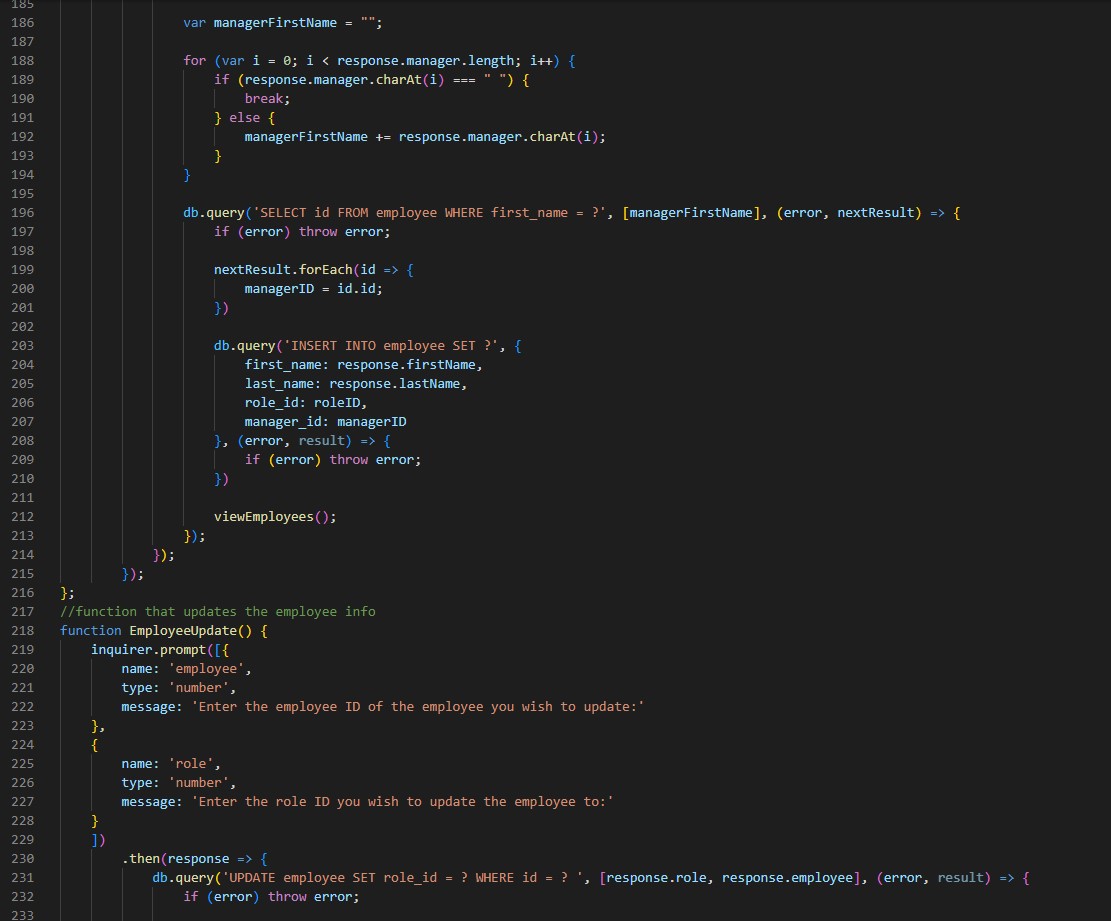 185
186 var managerFirstName = "";
187
188 for (var i = 0; i < response.manager.length; i++) {
189 if (response.manager.charAt(i) === " ") {
190 break;
191 } else {
192 managerFirstName += response.manager.charAt(i);
193 }
194 }
195
196 db.query('SELECT id FROM employee WHERE first_name = ?', [managerFirstName], (error, nextResult) => {
197 if (error) throw error;
198
199 nextResult.forEach(id => {
200 managerID = id.id;
201 })
202
203 db.query('INSERT INTO employee SET ?', {
204 first_name: response.firstName,
205 last_name: response.lastName,
206 role_id: roleID,
207 manager_id: managerID
208 }, (error, result) => {
209 if (error) throw error;
210 })
211
212 viewEmployees();
213 });
214 });
215 });
216 };
217 //function that updates the employee info
218 function EmployeeUpdate() {
219 inquirer.prompt([{
220 name: 'employee',
221 type: 'number',
222 message: 'Enter the employee ID of the employee you wish to update:'
223 },
224 {
225 name: 'role',
226 type: 'number',
227 message: 'Enter the role ID you wish to update the employee to:'
228 }
229 ])
230 .then(response => {
231 db.query('UPDATE employee SET role_id = ? WHERE id = ? ', [response.role, response.employee], (error, result) => {
232 if (error) throw error;
233